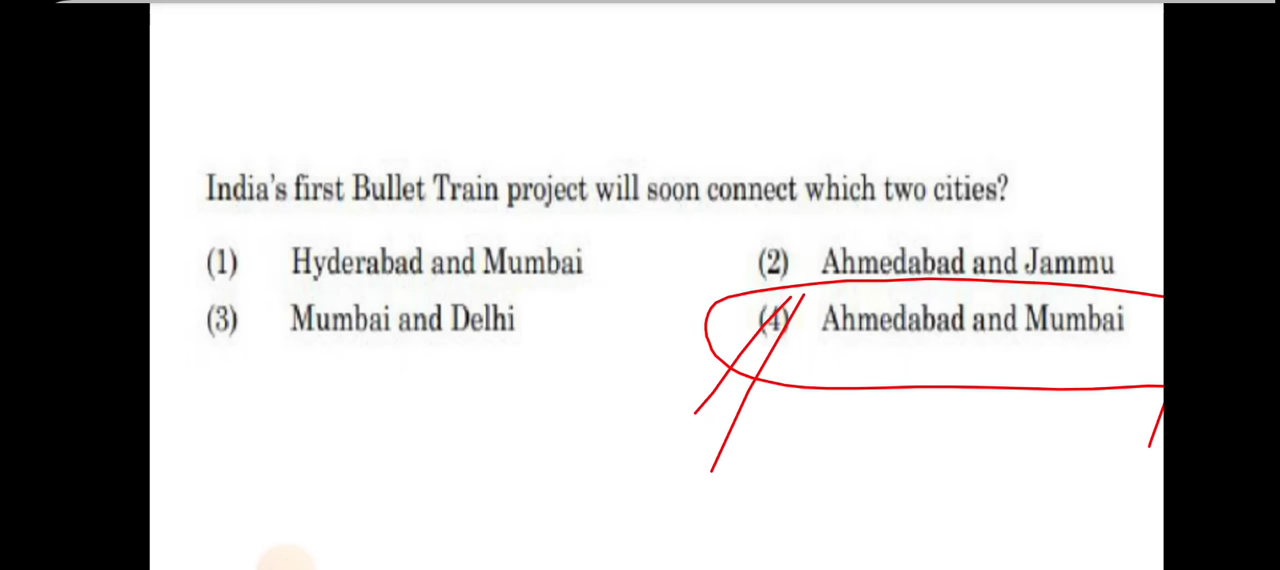 India's first Bullet Train project will soon connect which two cities?
(1) Hyderabad and Mumbai (2) Ahmedabad and Jammu
(3) Mumbai and Delhi (4) Ahmedabad and Mumbai